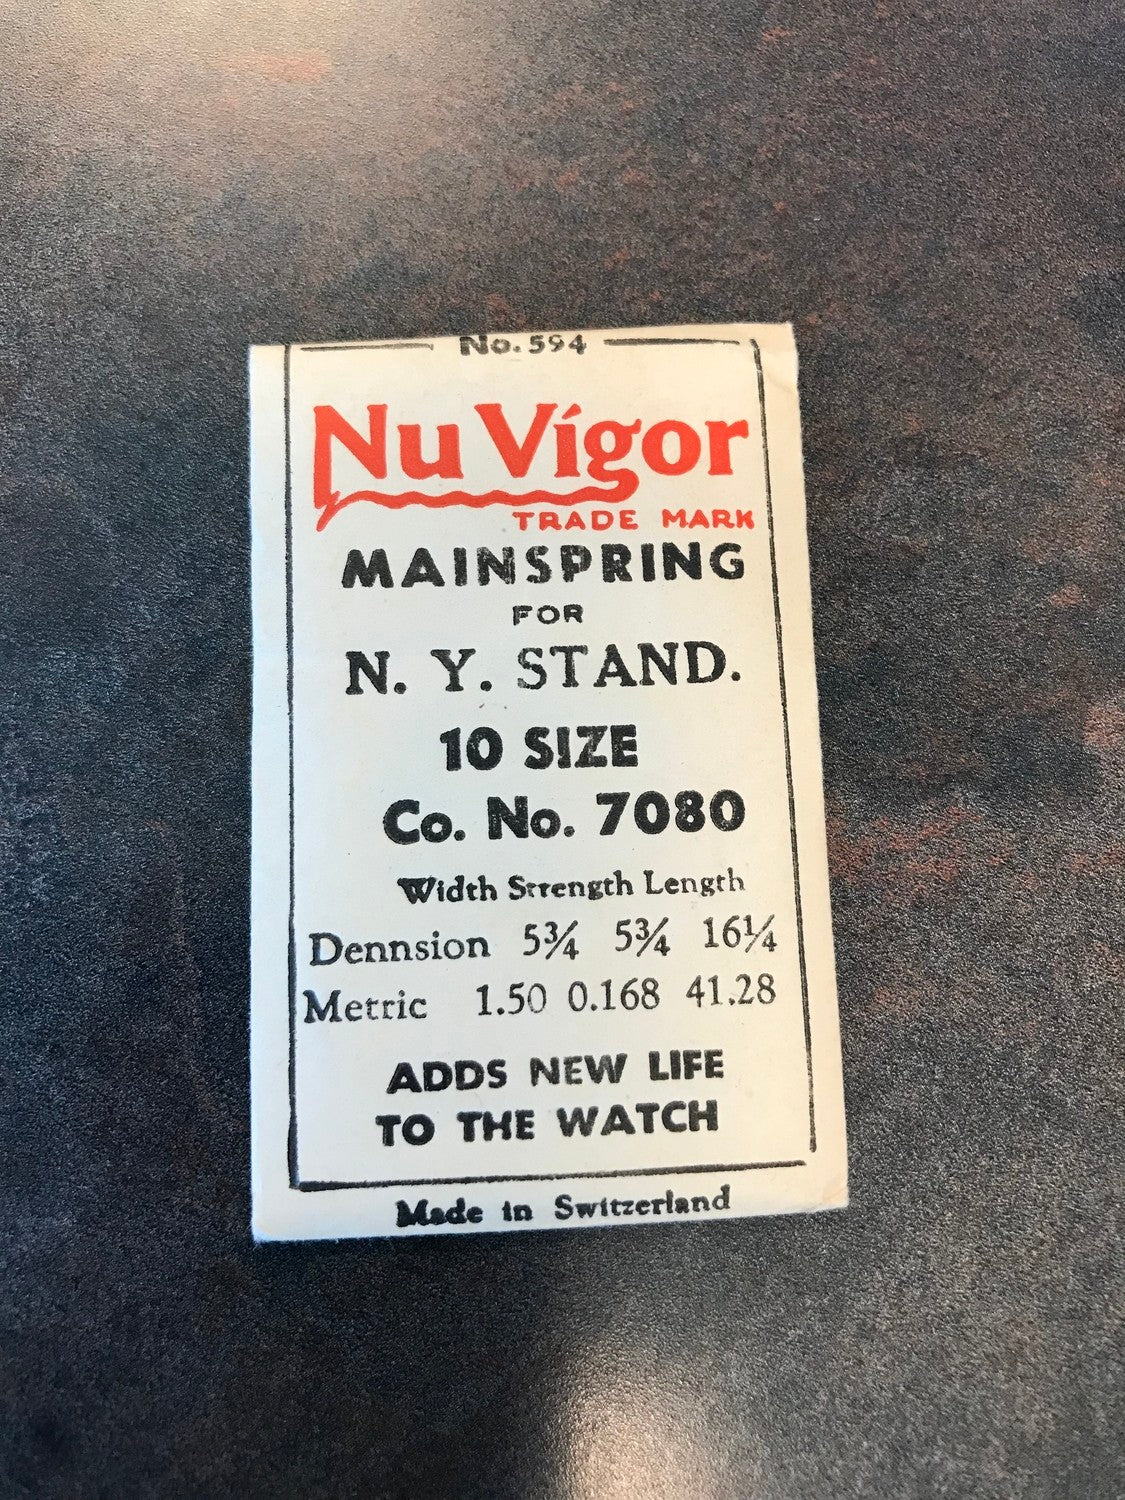 No. 594
Nu Vigor
TRADE MARK
MAINSPRING
FOR
N. Y. STAND.
10 SIZE
Co. No. 7080
Width Strength Length
Dennsion 5¾ 5¾ 16¼
Metric 1.50 0.168 41.28
ADDS NEW LIFE
TO THE WATCH
Made in Switzerland